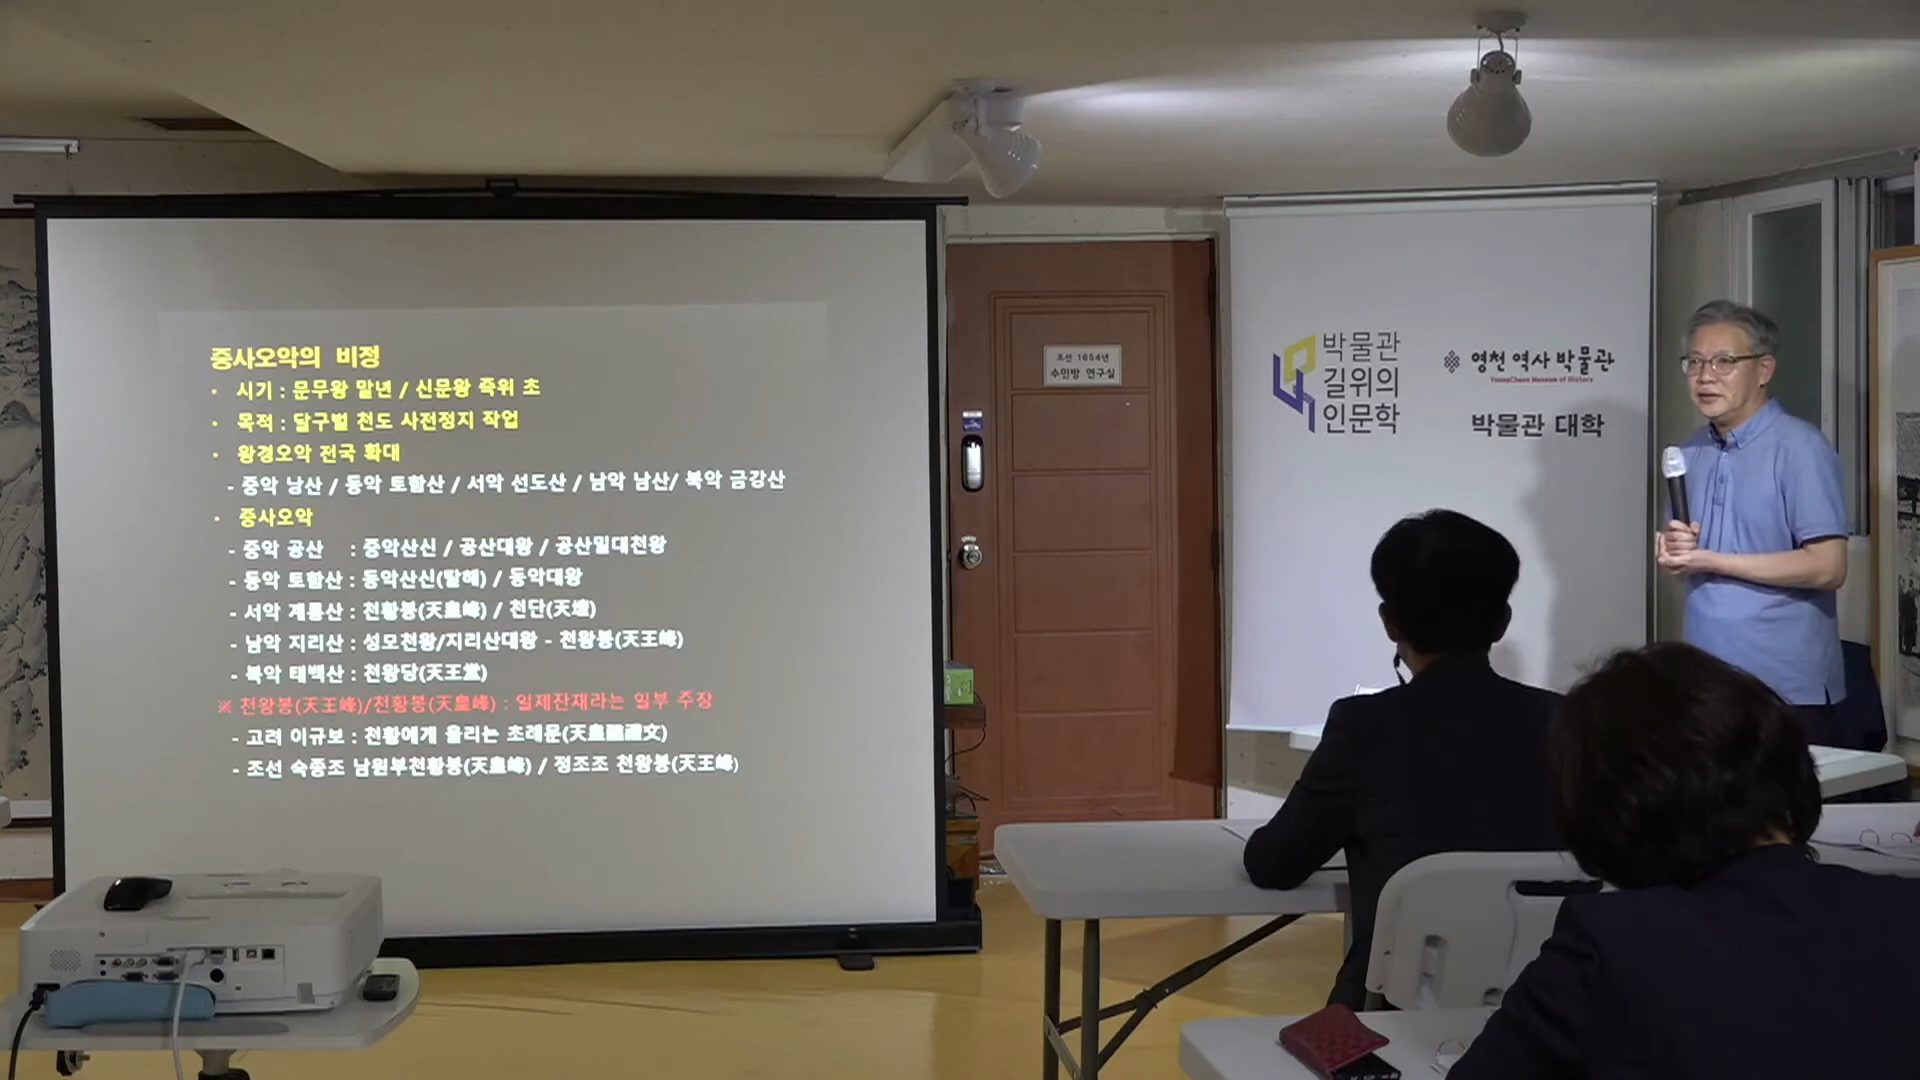 중사오악의 비정
• 시기 : 문무왕 말년 / 신문왕 즉위 초
• 목적 : 달구벌 천도 사전정지 작업
• 왕경오악 전국 확대
- 중악 낭산 / 동악 토함산 / 서악 선도산 / 남악 남산/ 북악 금강산
• 중사오악
- 중악 공산 : 중악산신 / 공산대왕 / 공산밀대천왕
- 동악 토함산 : 동악산신(탈해) / 동악대왕
- 서악 계룡산 : 천황봉(天皇峰) / 천단(天壇)
- 남악 지리산 : 성모천왕/지리산대왕 - 천왕봉(天王峰)
- 북악 태백산 : 천왕당(天王堂)
※ 천왕봉(天王峰)/천황봉(天皇峰) : 일제잔재라는 일부 주장
- 고려 이규보 : 천황에게 올리는 초례문(天皇醮禮文)
- 조선 숙종조 남원부천황봉(天皇峰) / 정조조 천왕봉(天王峰)
조선 1654년
수민방 연구실
박물관
길위의
인문학
영천 역사 박물관
YeongCheon Museum of History
박물관 대학